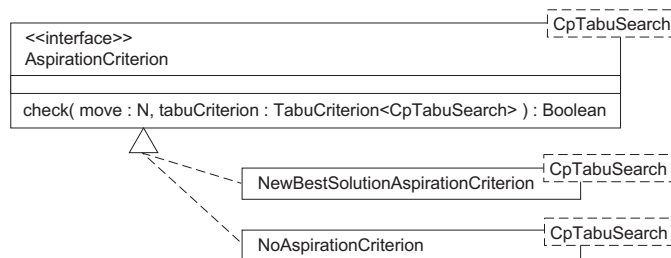 CpTabuSearch
<<interface>>
AspirationCriterion
check( move : N, tabuCriterion : TabuCriterion<CpTabuSearch> ) : Boolean
CpTabuSearch
NewBestSolutionAspirationCriterion
CpTabuSearch
NoAspirationCriterion